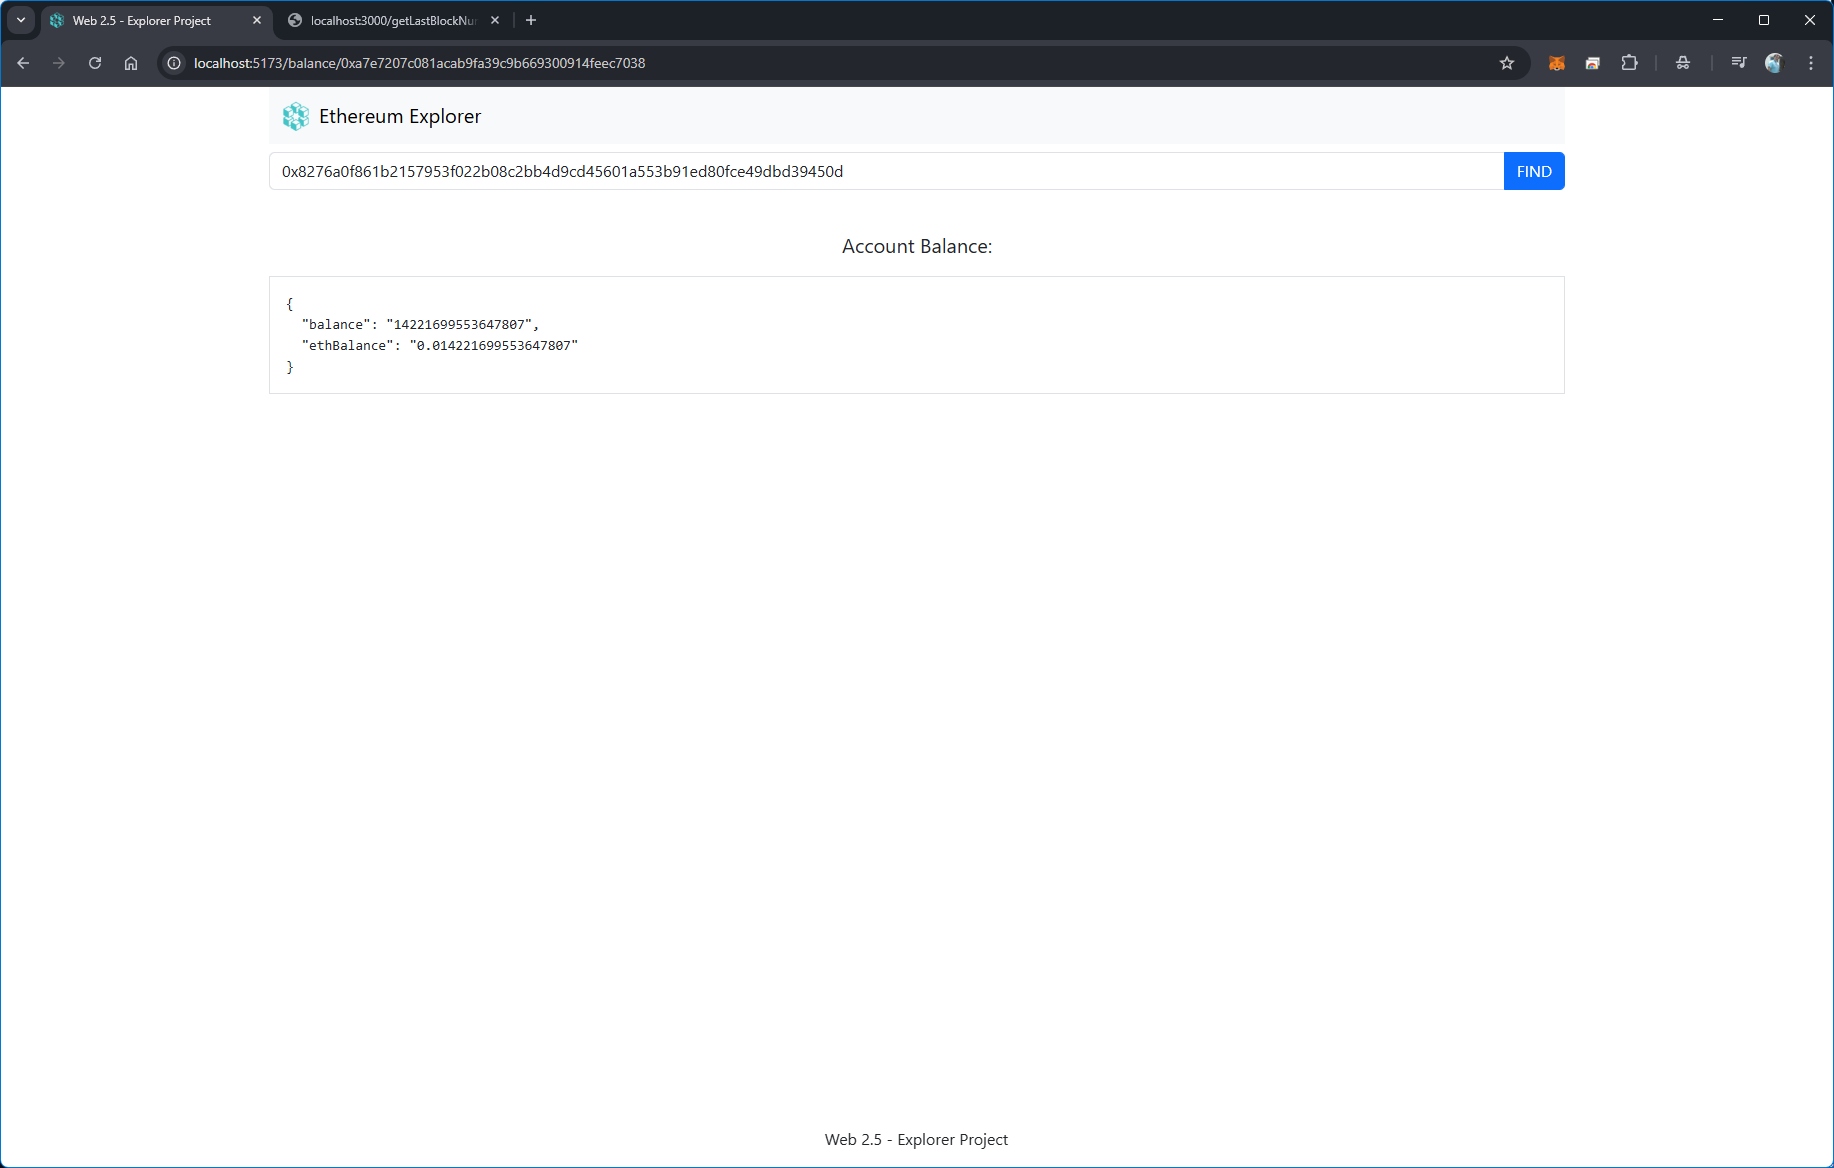 Web 2.5 - Explorer Project
localhost:3000/getLastBlockNu
localhost:5173/balance/0xa7e7207c081acab9fa39c9b669300914feec7038
Ethereum Explorer
0x8276a0f861b2157953f022b08c2bb4d9cd45601a553b91ed80fce49dbd39450d
FIND
Account Balance:
{
"balance": "14221699553647807",
"ethBalance": "0.014221699553647807"
}
Web 2.5 - Explorer Project